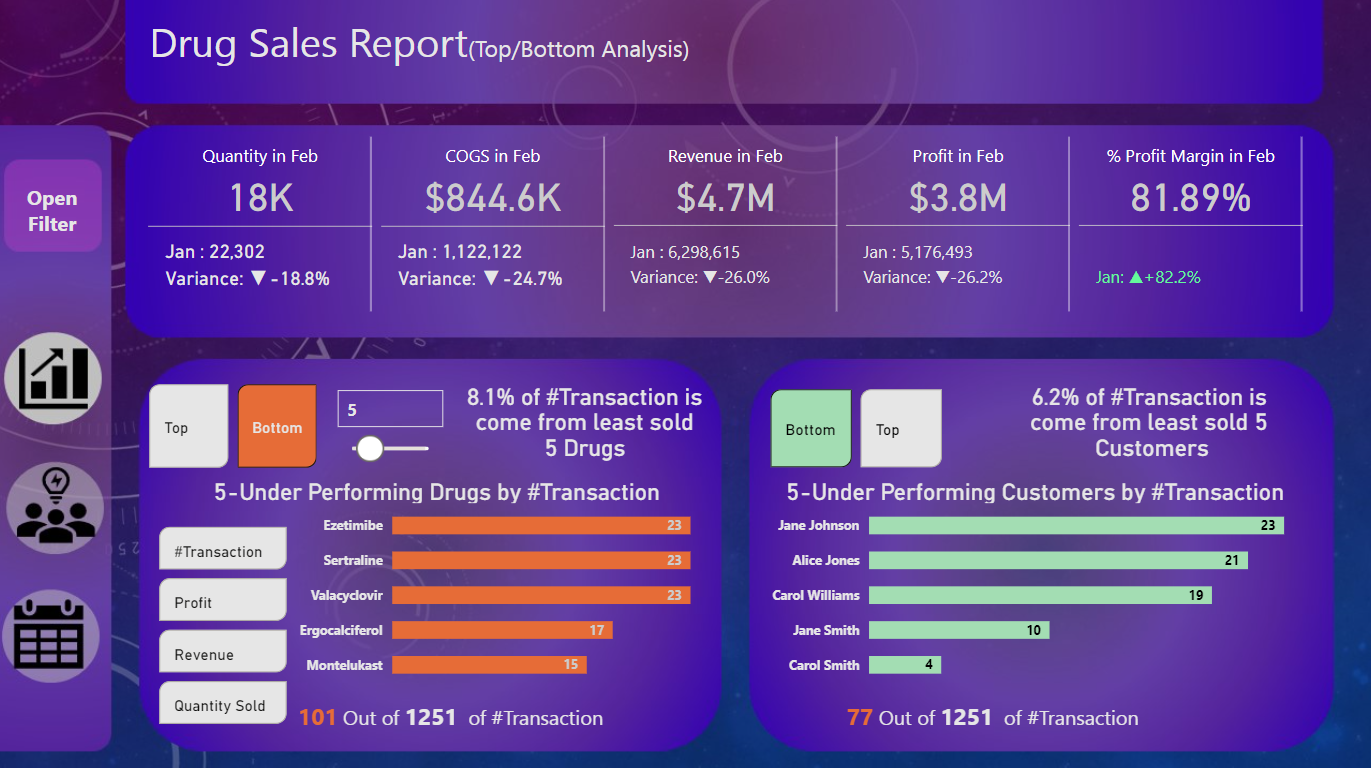 Drug Sales Report(Top/Bottom Analysis)
Open
Filter
Quantity in Feb
18K
Jan : 22,302
Variance: ▼-18.8%
COGS in Feb
$844.6K
Jan : 1,122,122
Variance: ▼-24.7%
Revenue in Feb
$4.7M
Jan : 6,298,615
Variance: ▼-26.0%
Profit in Feb
$3.8M
Jan : 5,176,493
Variance: ▼-26.2%
% Profit Margin in Feb
81.89%
Jan: ▲+82.2%
Top
Bottom
5
8.1% of #Transaction is
come from least sold
5 Drugs
5-Under Performing Drugs by #Transaction
#Transaction
Profit
Revenue
Quantity Sold
Ezetimibe 23
Sertraline 23
Valacyclovir 23
Ergocalciferol 17
Montelukast 15
101 Out of 1251 of #Transaction
Bottom
Top
6.2% of #Transaction is
come from least sold 5
Customers
5-Under Performing Customers by #Transaction
Jane Johnson 23
Alice Jones 21
Carol Williams 19
Jane Smith 10
Carol Smith 4
77 Out of 1251 of #Transaction